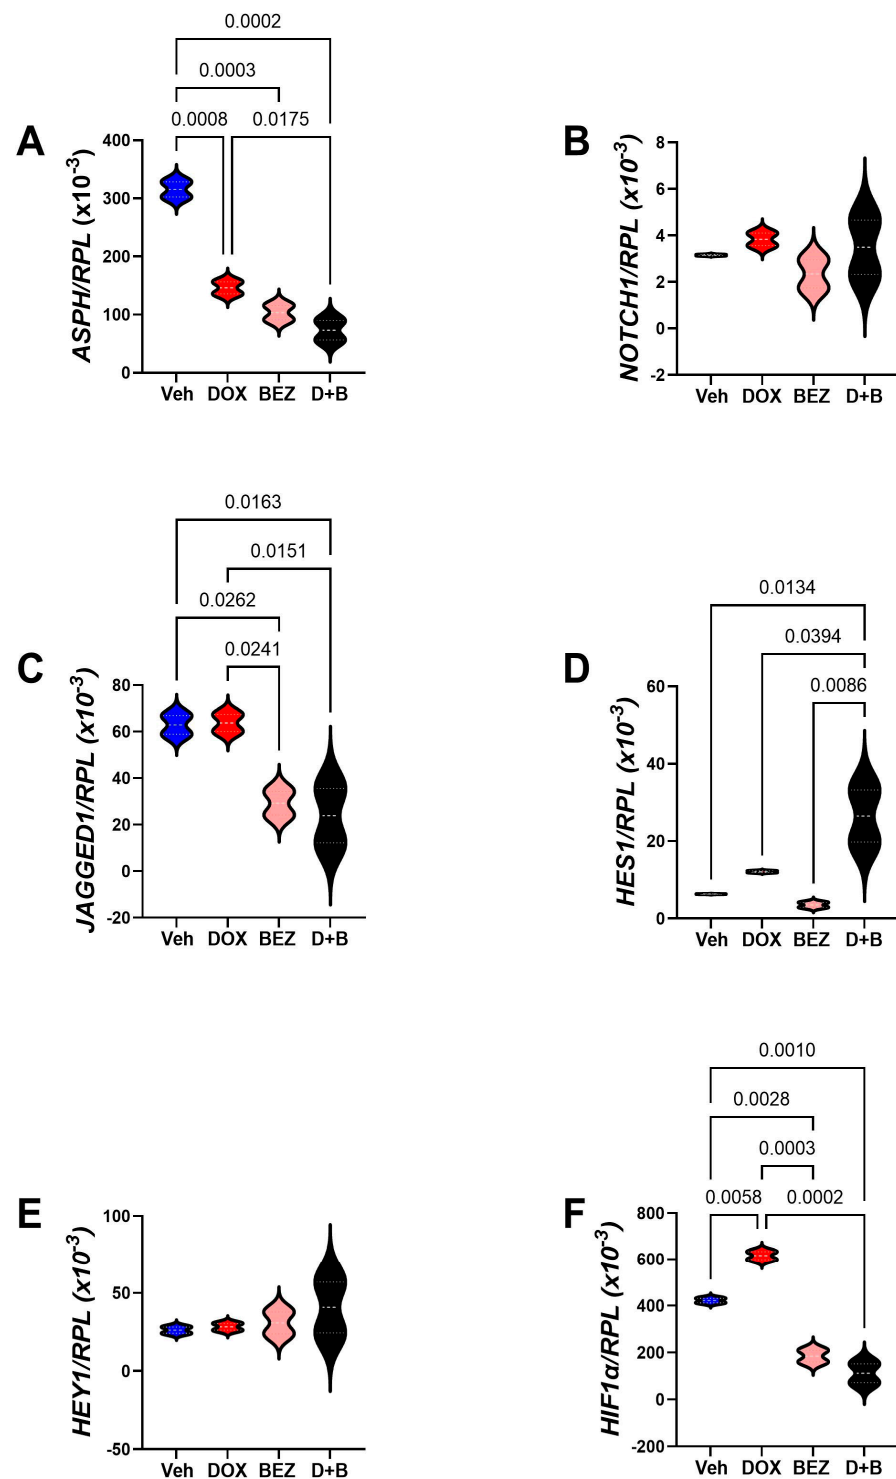 A
0.0002
0.0003
0.0008 0.0175
ASPH/RPL (x10⁻³)
400
300
200
100
0
Veh DOX BEZ D+B
B
NOTCH1/RPL (x10⁻³)
8
6
4
2
0
-2
Veh DOX BEZ D+B
C
0.0163
0.0151
0.0262
0.0241
JAGGED1/RPL (x10⁻³)
80
60
40
20
0
-20
Veh DOX BEZ D+B
D
0.0134
0.0394
0.0086
HES1/RPL (x10⁻³)
60
40
20
0
Veh DOX BEZ D+B
E
HEY1/RPL (x10⁻³)
100
50
0
-50
Veh DOX BEZ D+B
F
0.0010
0.0028
0.0003
0.0058 0.0002
HIF1α/RPL (x10⁻³)
800
600
400
200
0
-200
Veh DOX BEZ D+B